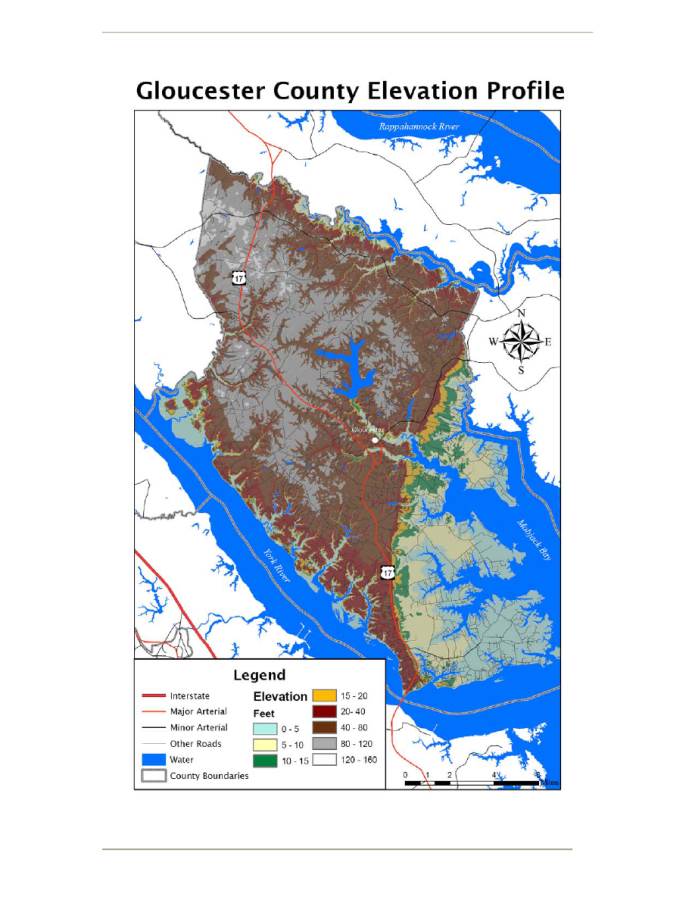 Gloucester County Elevation Profile
Rappahannock River
17
N
W E
S
Gloucester
Mobjack Bay
York River
17
Legend
Interstate
Major Arterial
Minor Arterial
Other Roads
Water
County Boundaries
Elevation
Feet
0 - 5
5 - 10
10 - 15
15 - 20
20- 40
40 - 80
80 - 120
120 - 160
0 1 2 4 6
Miles